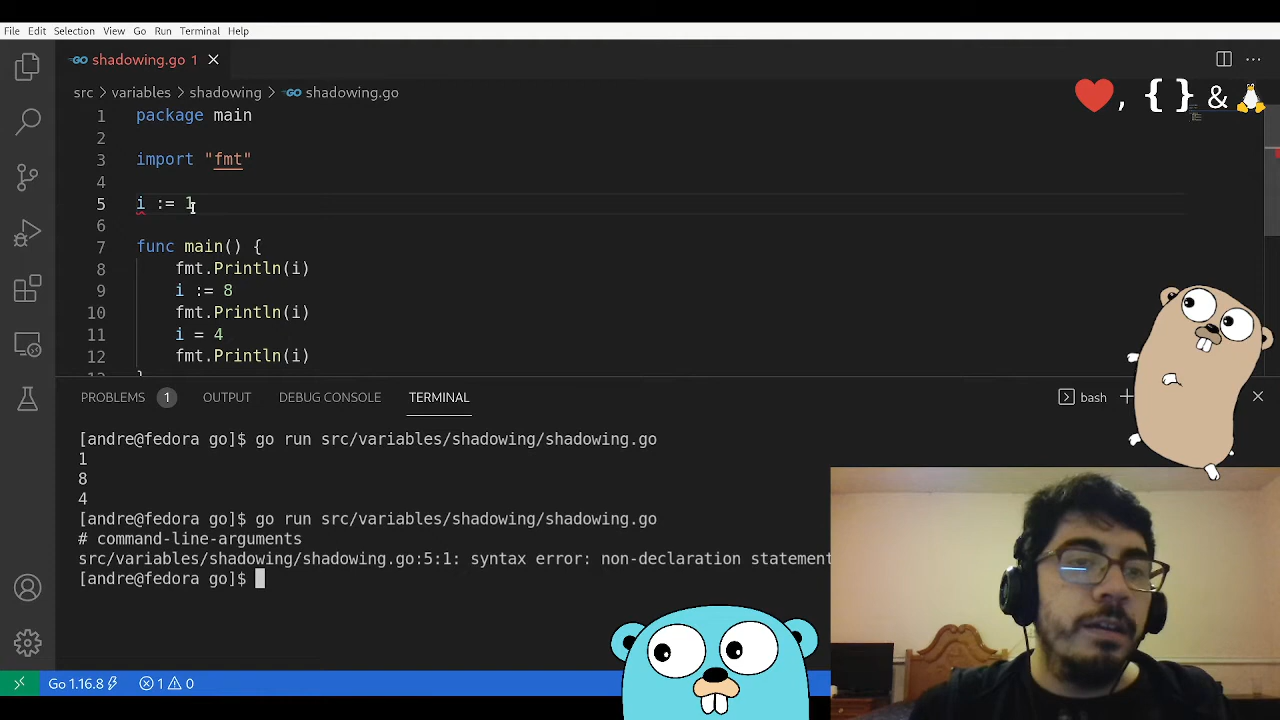 File Edit Selection View Go Run Terminal Help
GO shadowing.go 1
src > variables > shadowing > GO shadowing.go
, { } &
1 package main
2
3 import "fmt"
4
5 i := 1
6
7 func main() {
8 fmt.Println(i)
9 i := 8
10 fmt.Println(i)
11 i = 4
12 fmt.Println(i)
PROBLEMS 1 OUTPUT DEBUG CONSOLE TERMINAL
bash
[andre@fedora go]$ go run src/variables/shadowing/shadowing.go
1
8
4
[andre@fedora go]$ go run src/variables/shadowing/shadowing.go
# command-line-arguments
src/variables/shadowing/shadowing.go:5:1: syntax error: non-declaration statement
[andre@fedora go]$
Go 1.16.8 1 0